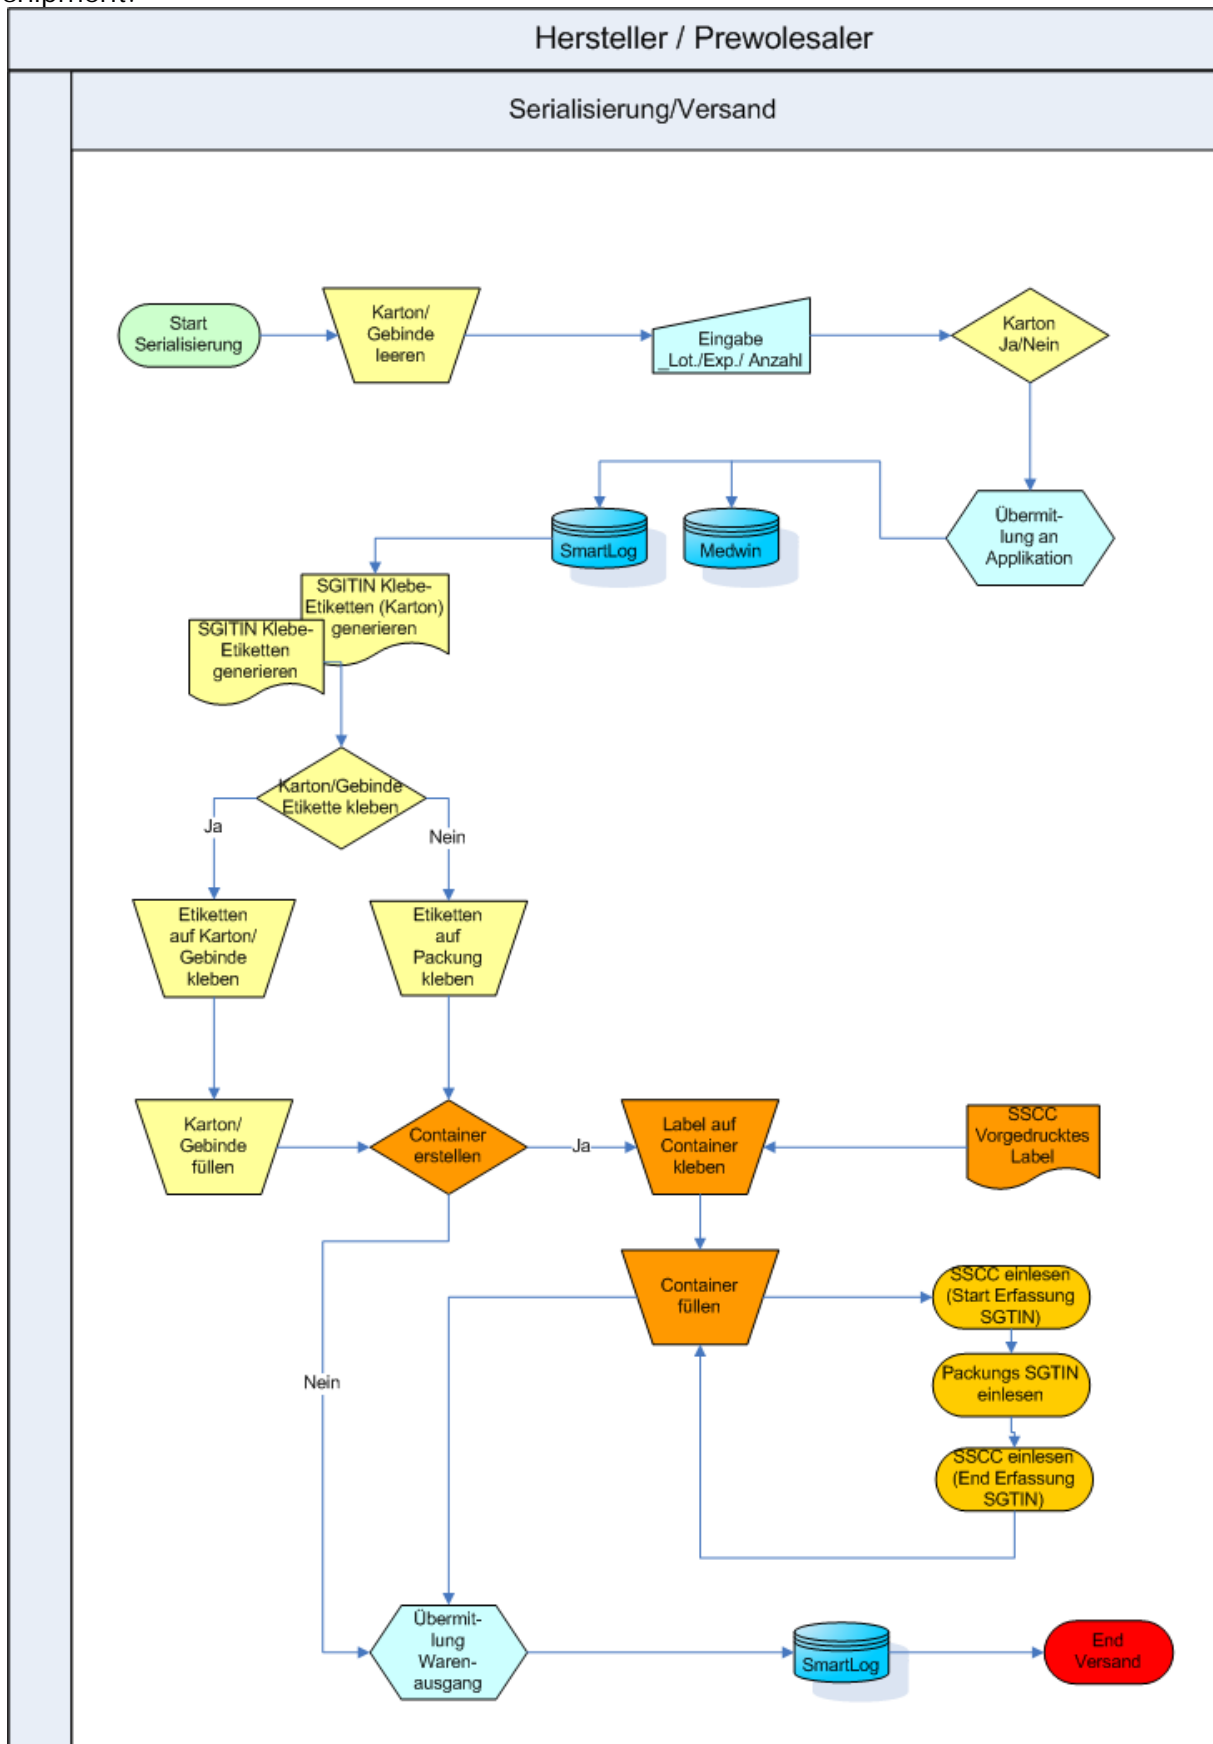 shipment.
Hersteller / Prewolesaler
Serialisierung/Versand
Start
Serialisierung
Karton/
Gebinde
leeren
Eingabe
_Lot./Exp./ Anzahl
Karton
Ja/Nein
Übermit-
lung an
Applikation
SmartLog
Medwin
SGITIN Klebe-
Etiketten (Karton)
generieren
SGITIN Klebe-
Etiketten
generieren
Karton/Gebinde
Etikette kleben
Ja
Nein
Etiketten
auf Karton/
Gebinde
kleben
Etiketten
auf
Packung
kleben
Karton/
Gebinde
füllen
Container
erstellen
Ja
Label auf
Container
kleben
SSCC
Vorgedrucktes
Label
Container
füllen
SSCC einlesen
(Start Erfassung
SGTIN)
Packungs SGTIN
einlesen
SSCC einlesen
(End Erfassung
SGTIN)
Nein
Übermit-
lung
Waren-
ausgang
SmartLog
End
Versand